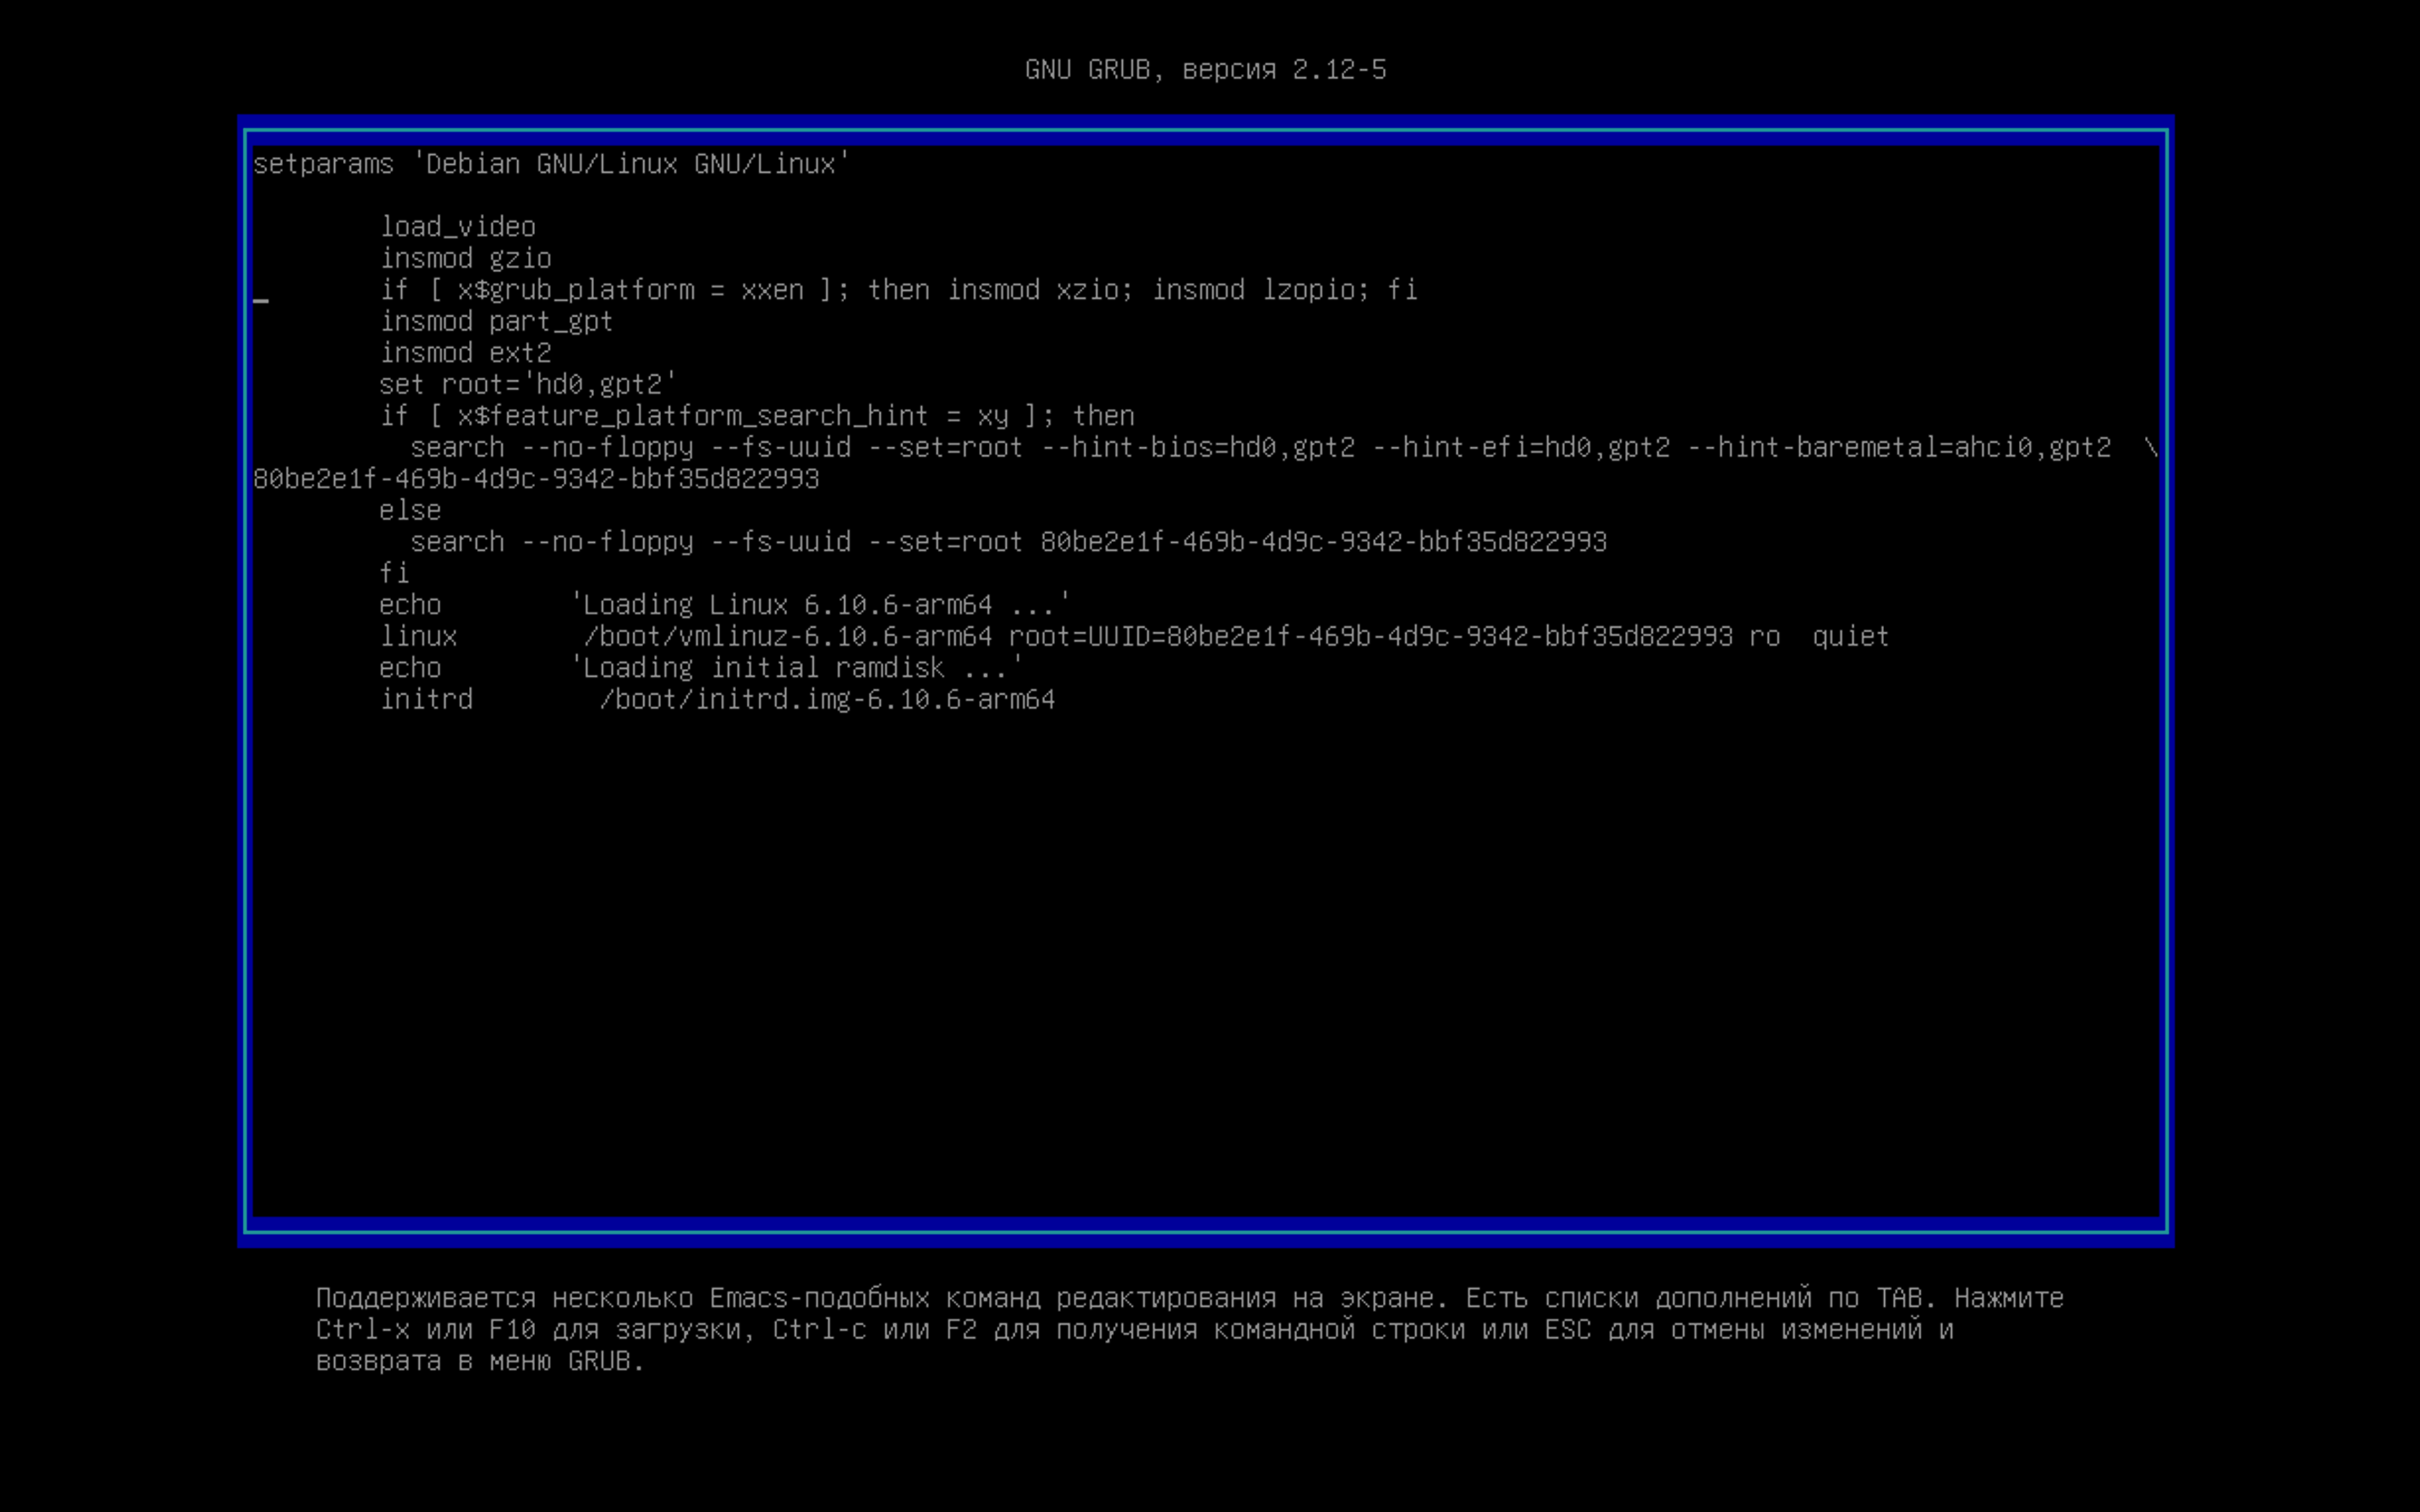 GNU GRUB, версия 2.12-5
setparams 'Debian GNU/Linux GNU/Linux'
load_video
insmod gzio
if [ x$grub_platform = xxen ]; then insmod xzio; insmod lzopio; fi
insmod part_gpt
insmod ext2
set root='hd0,gpt2'
if [ x$feature_platform_search_hint = xy ]; then
search --no-floppy --fs-uuid --set=root --hint-bios=hd0,gpt2 --hint-efi=hd0,gpt2 --hint-baremetal=ahci0,gpt2  \
80be2e1f-469b-4d9c-9342-bbf35d822993
else
search --no-floppy --fs-uuid --set=root 80be2e1f-469b-4d9c-9342-bbf35d822993
fi
echo 'Loading Linux 6.10.6-arm64 ...'
linux /boot/vmlinuz-6.10.6-arm64 root=UUID=80be2e1f-469b-4d9c-9342-bbf35d822993 ro  quiet
echo 'Loading initial ramdisk ...'
initrd /boot/initrd.img-6.10.6-arm64
Поддерживается несколько Emacs-подобных команд редактирования на экране. Есть списки дополнений по TAB. Нажмите
Ctrl-x или F10 для загрузки, Ctrl-c или F2 для получения командной строки или ESC для отмены изменений и
возврата в меню GRUB.